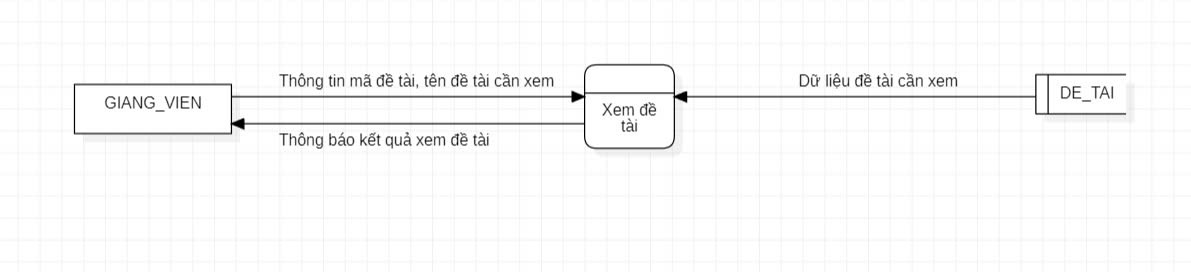 Thông tin mã đề tài, tên đề tài cần xem
Dữ liệu đề tài cần xem
GIANG_VIEN
DE_TAI
Xem đề
tài
Thông báo kết quả xem đề tài